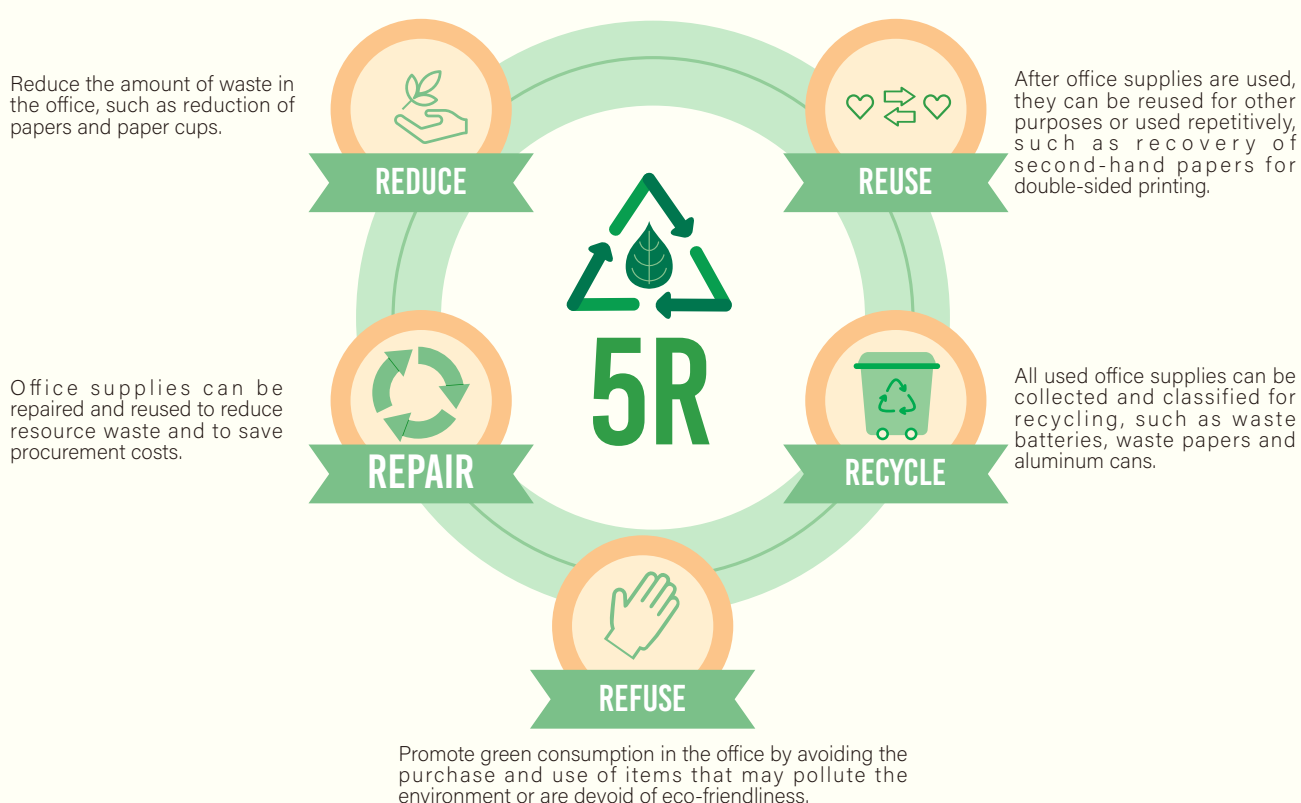 Reduce the amount of waste in
the office, such as reduction of
papers and paper cups.
REDUCE
After office supplies are used,
they can be reused for other
purposes or used repetitively,
such as recovery of
second-hand papers for
double-sided printing.
REUSE
5R
Office supplies can be
repaired and reused to reduce
resource waste and to save
procurement costs.
REPAIR
All used office supplies can be
collected and classified for
recycling, such as waste
batteries, waste papers and
aluminum cans.
RECYCLE
REFUSE
Promote green consumption in the office by avoiding the
purchase and use of items that may pollute the
environment or are devoid of eco-friendliness.